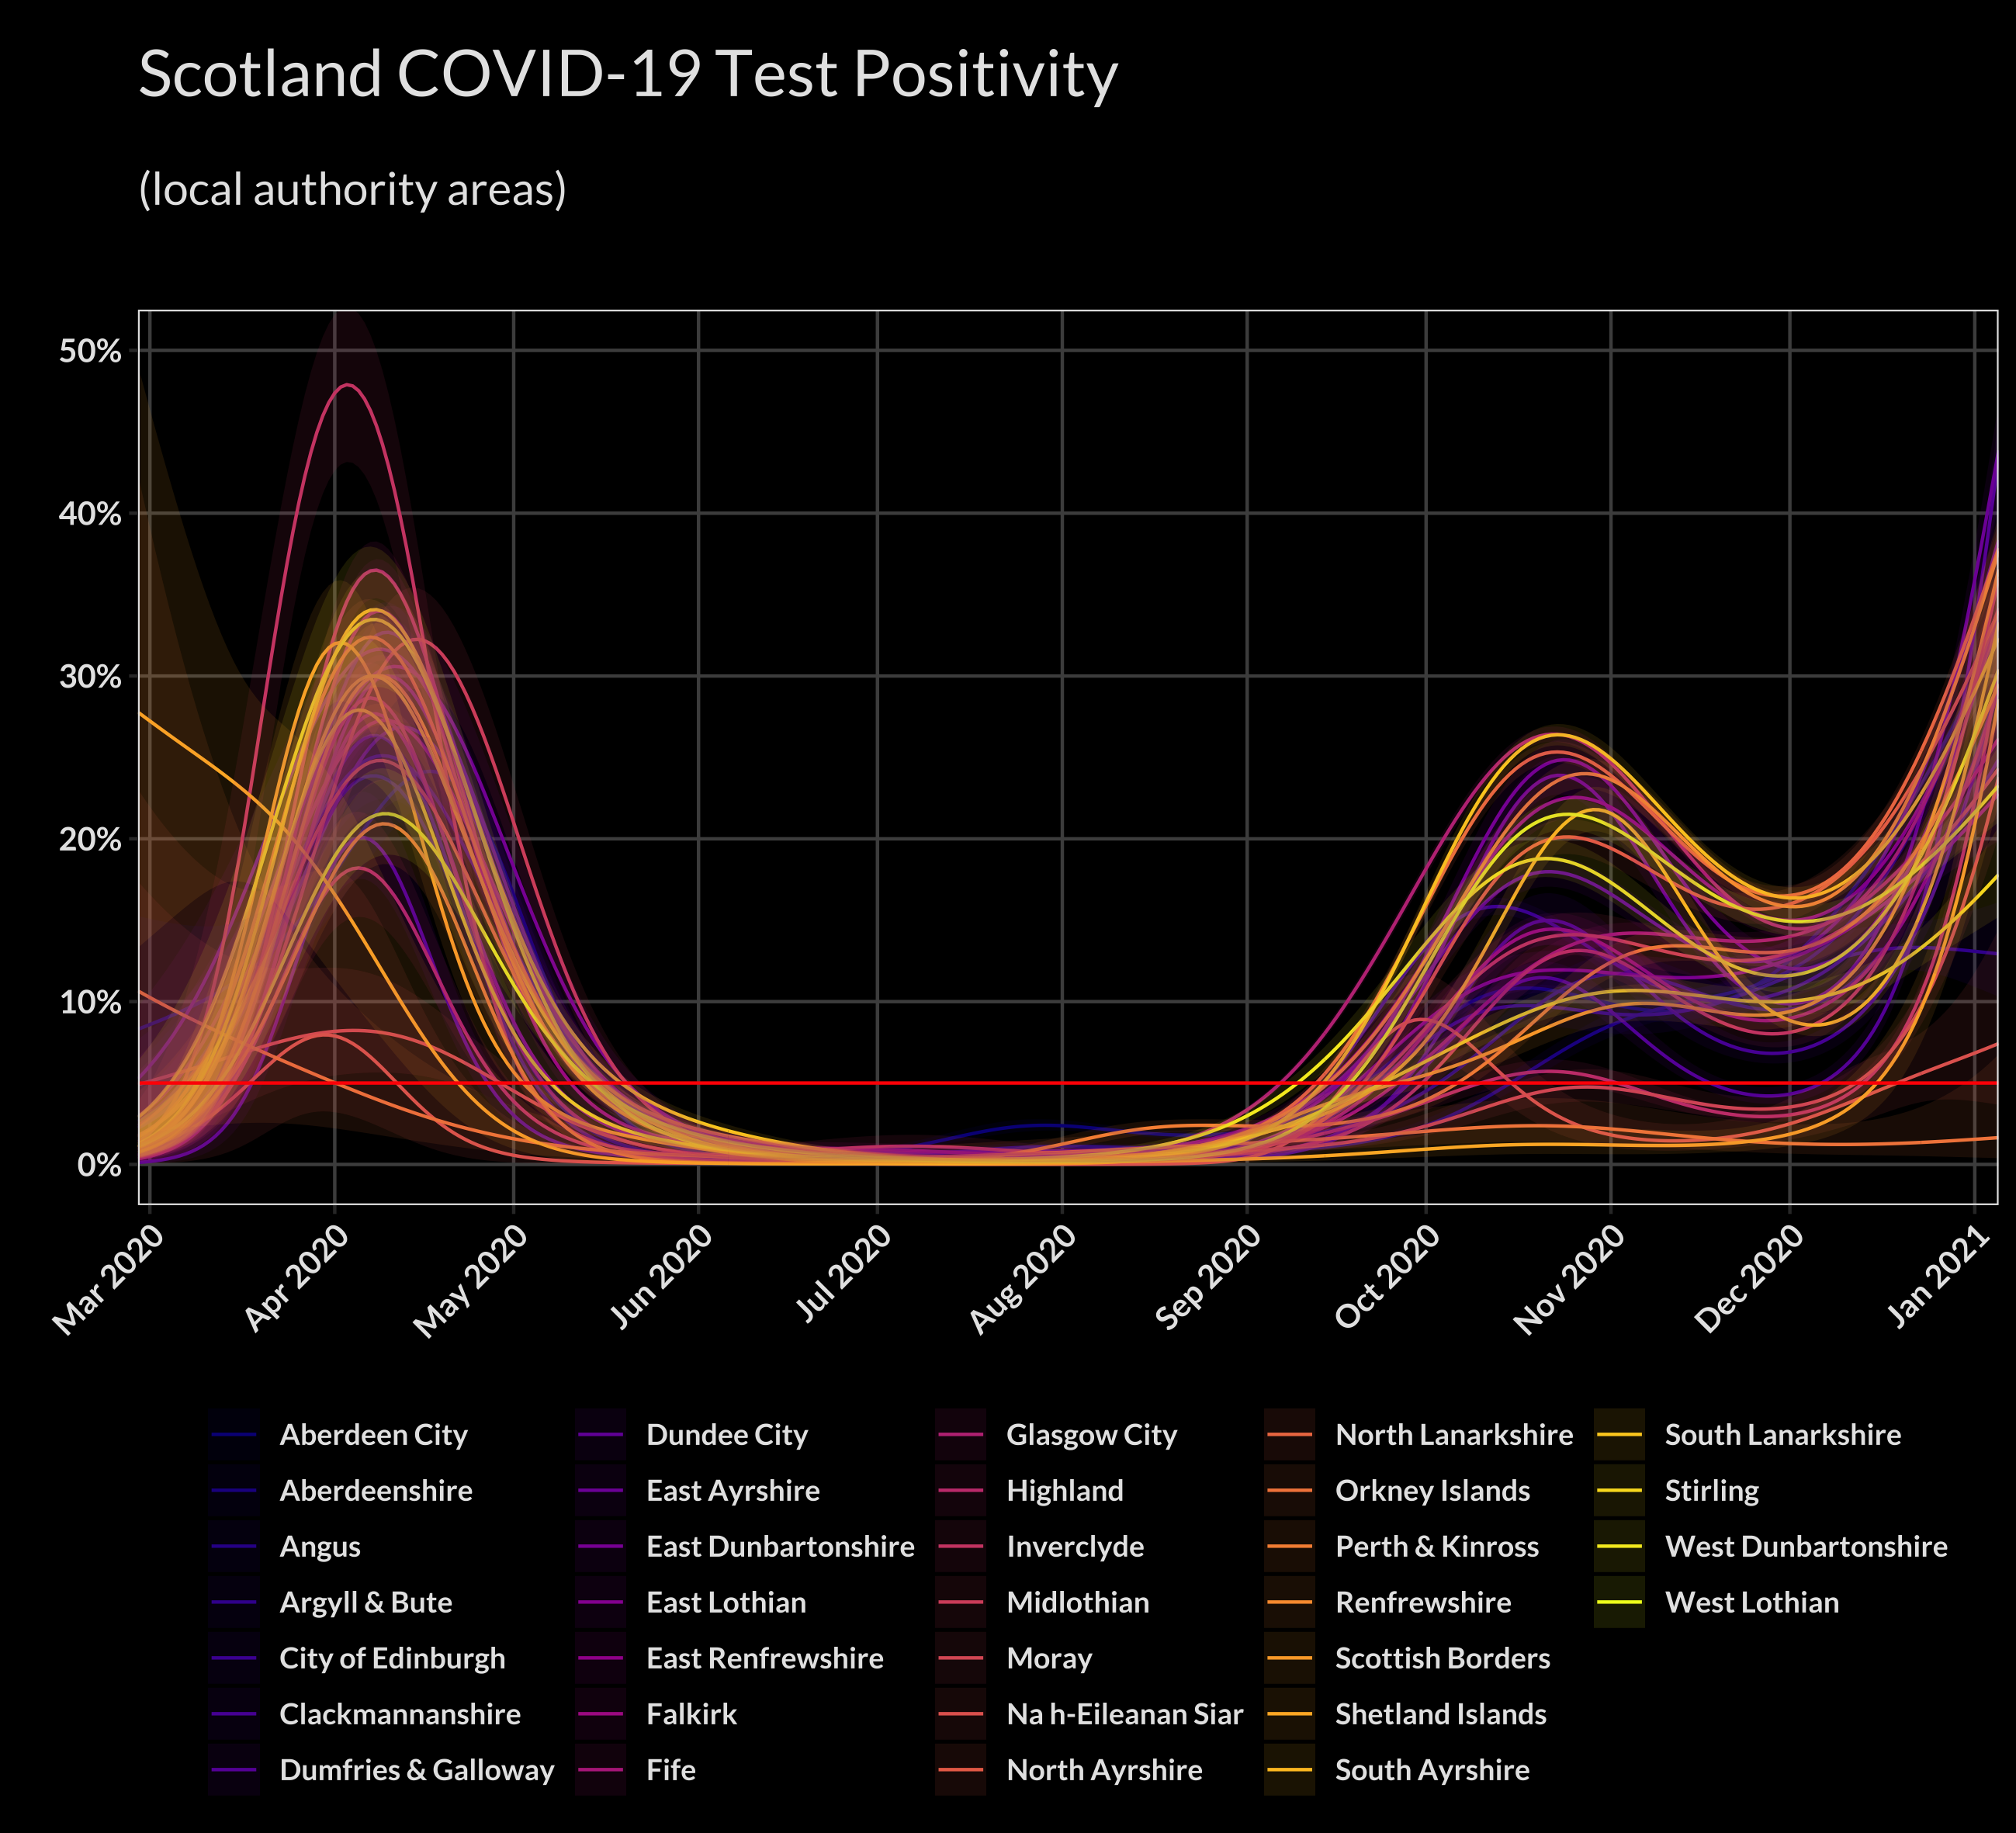 Scotland COVID-19 Test Positivity
(local authority areas)
50%
40%
30%
20%
10%
0%
Mar 2020
Apr 2020
May 2020
Jun 2020
Jul 2020
Aug 2020
Sep 2020
Oct 2020
Nov 2020
Dec 2020
Jan 2021
Aberdeen City
Aberdeenshire
Angus
Argyll & Bute
City of Edinburgh
Clackmannanshire
Dumfries & Galloway
Dundee City
East Ayrshire
East Dunbartonshire
East Lothian
East Renfrewshire
Falkirk
Fife
Glasgow City
Highland
Inverclyde
Midlothian
Moray
Na h-Eileanan Siar
North Ayrshire
North Lanarkshire
Orkney Islands
Perth & Kinross
Renfrewshire
Scottish Borders
Shetland Islands
South Ayrshire
South Lanarkshire
Stirling
West Dunbartonshire
West Lothian